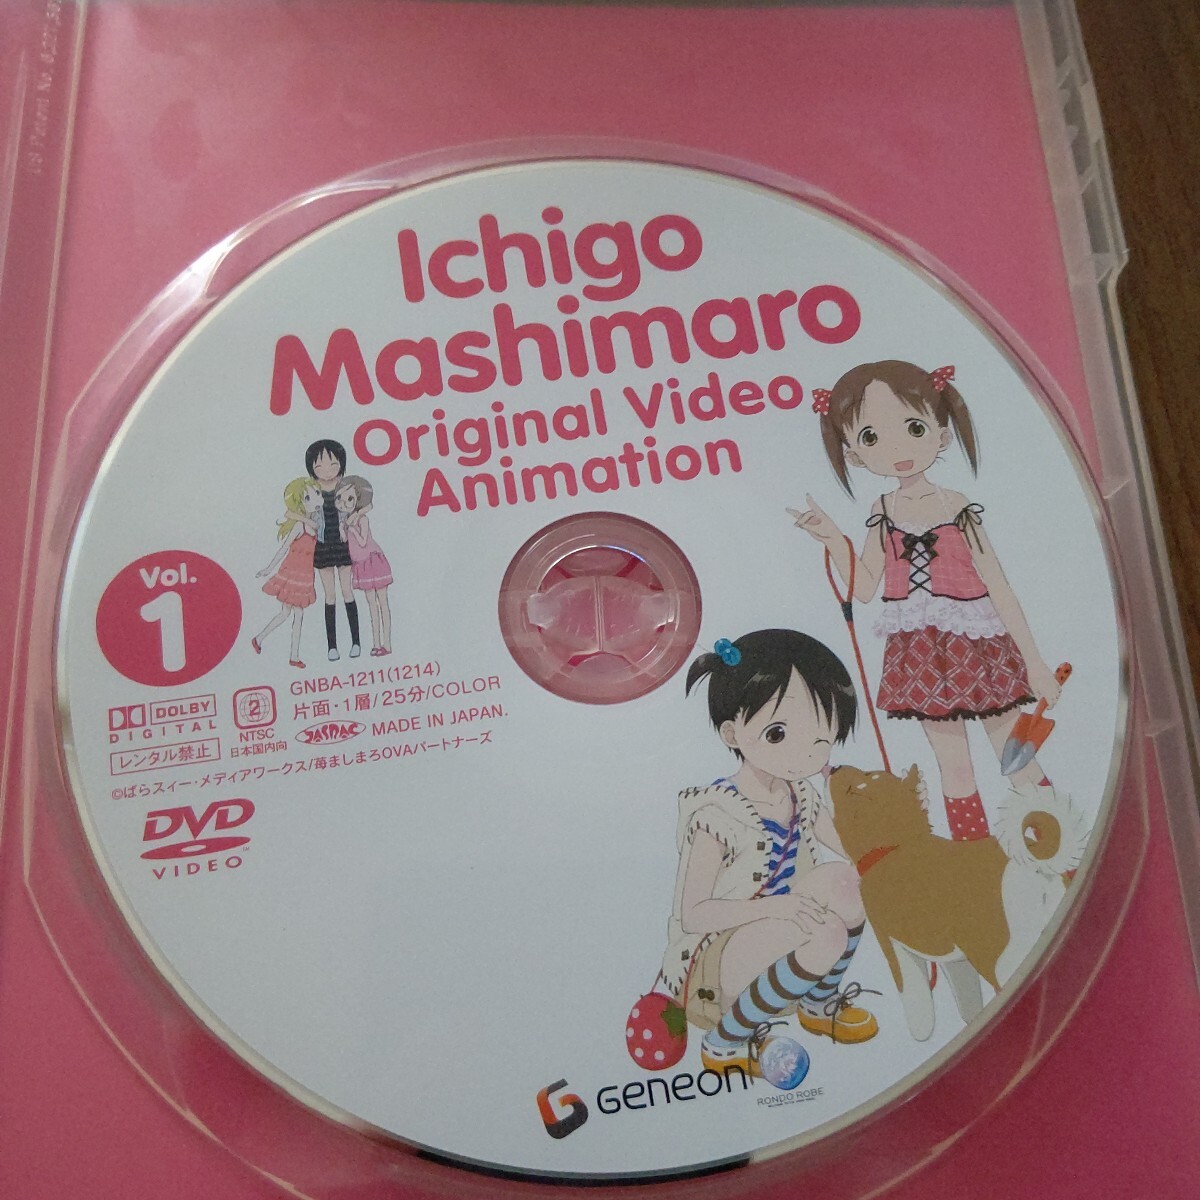 Ichigo
Mashimaro
Original Video
Animation
Vol.
1
GNBA-1211(1214)
片面・1層/25分/COLOR
DOLBY
DIGITAL
2
NTSC
日本国内向
JASRAC
MADE IN JAPAN.
レンタル禁止
©ばらスィー・メディアワークス/苺ましまろOVAパートナーズ
DVD
VIDEO
GENEON
RONDO ROBE